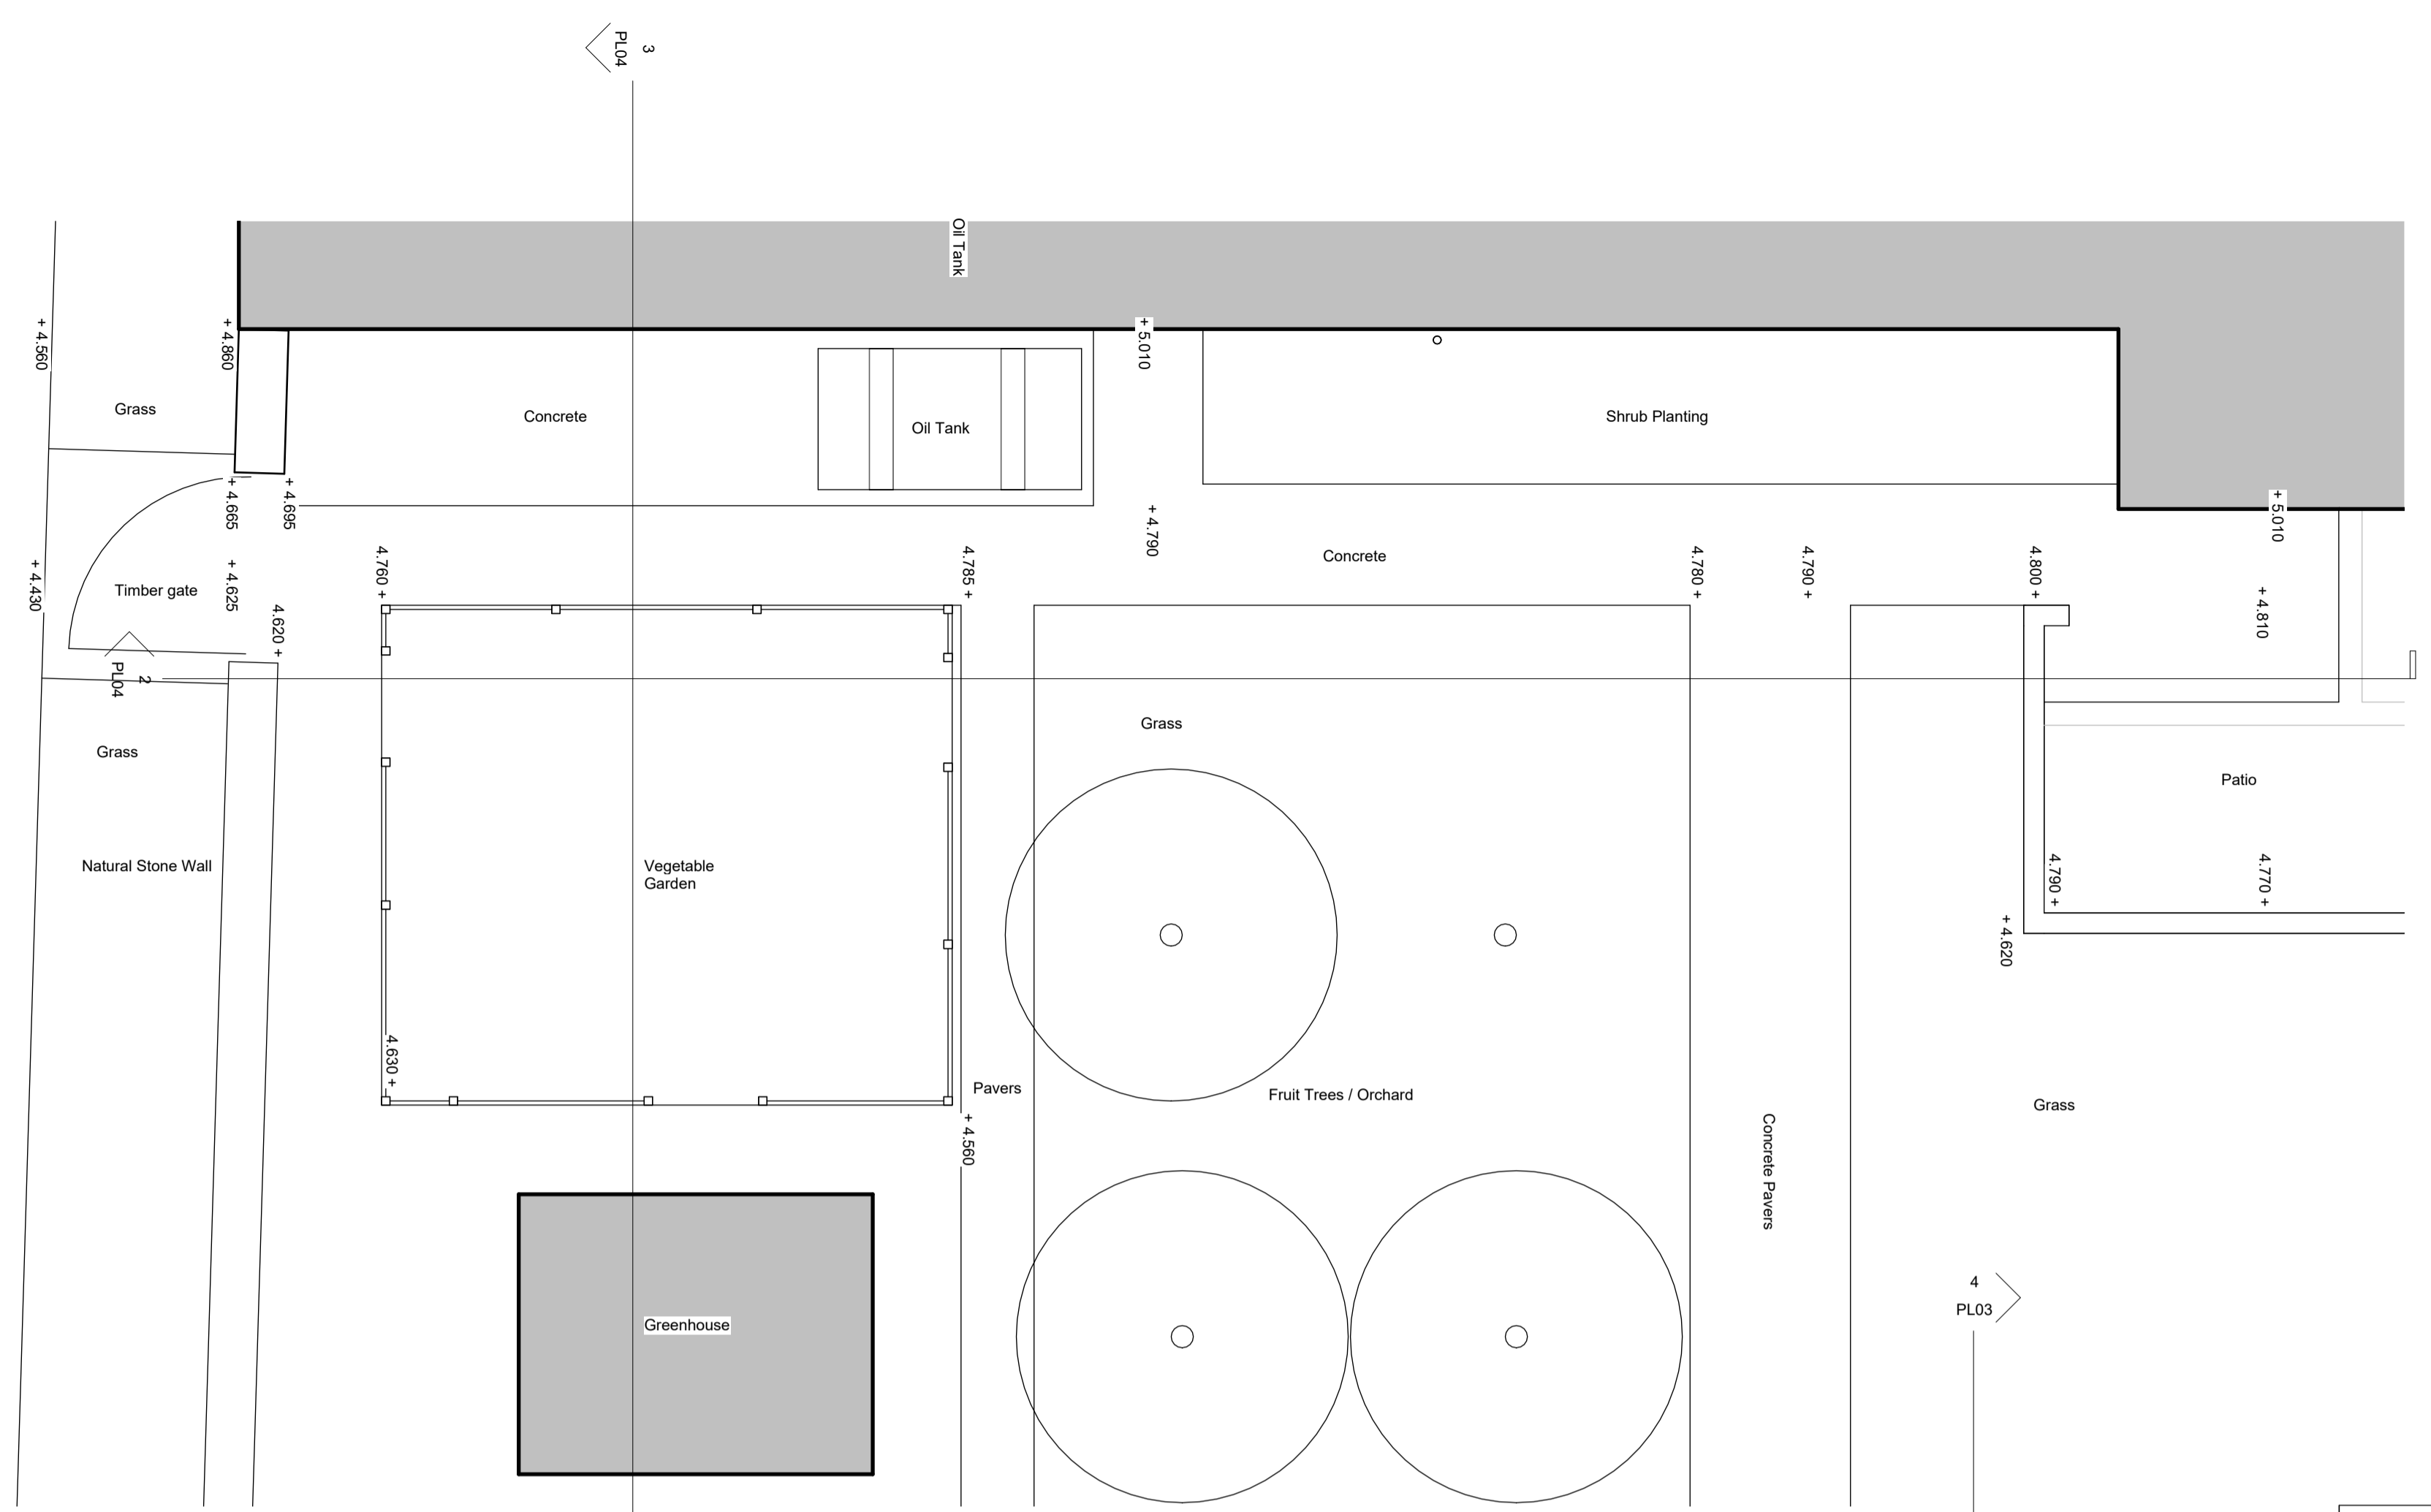 3
PL04
Oil Tank
+ 4.560
+ 4.860
+ 5.010
Grass
Concrete
Oil Tank
Shrub Planting
+ 4.665
+ 4.695
+ 4.790
+ 5.010
Concrete
4.760 +
4.785 +
4.780 +
4.790 +
4.800 +
+ 4.430
Timber gate
+ 4.625
4.620 +
+ 4.810
2
PL04
Grass
Grass
Patio
Natural Stone Wall
Vegetable
Garden
4.790 +
4.770 +
+ 4.620
4.630 +
Pavers
Fruit Trees / Orchard
Grass
+ 4.560
Concrete Pavers
4
PL03
Greenhouse